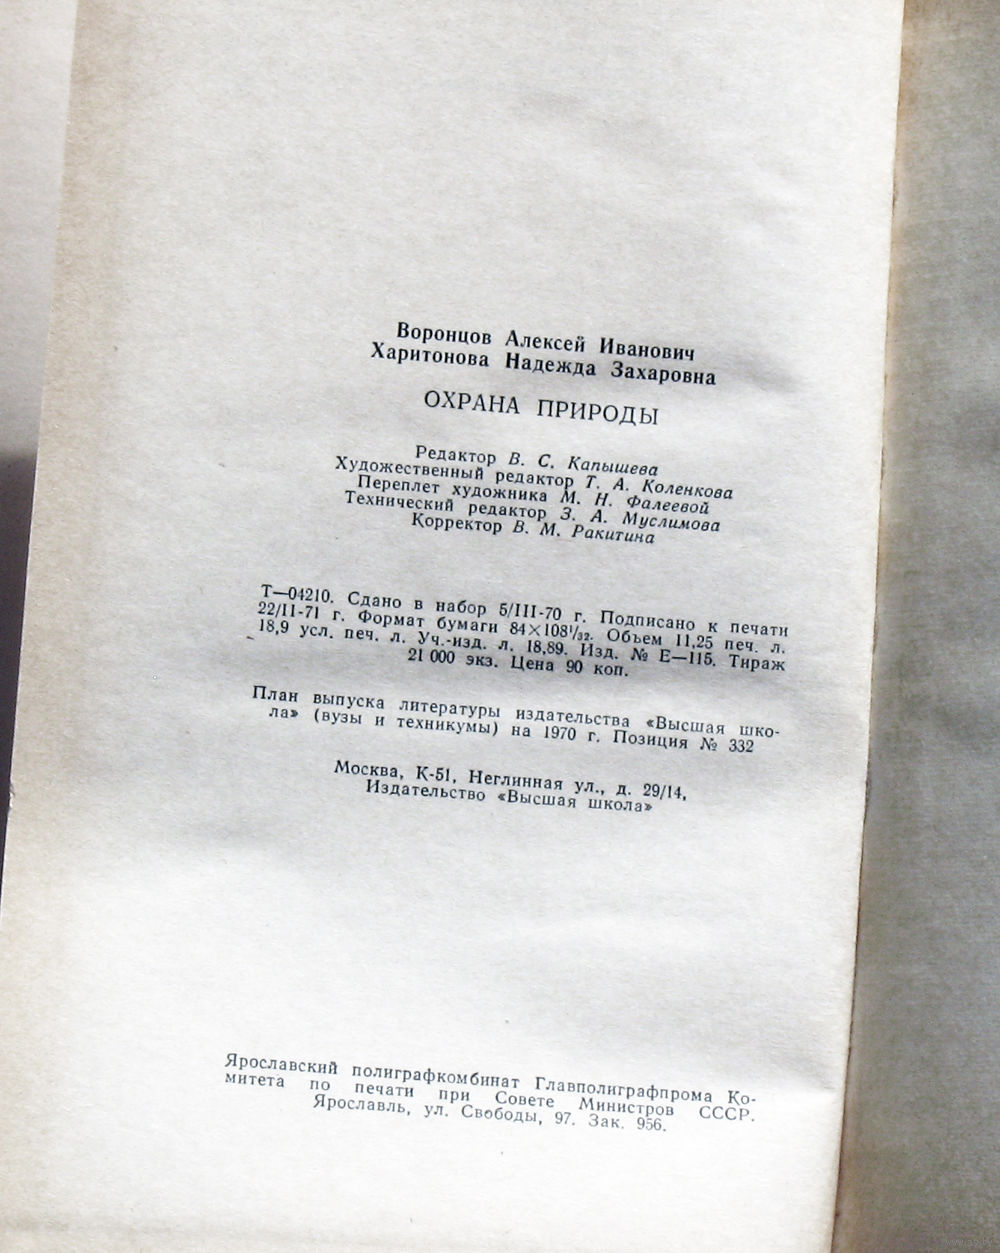 Воронцов Алексей Иванович
Харитонова Надежда Захаровна
ОХРАНА ПРИРОДЫ
Редактор В. С. Капышева
Художественный редактор Т. А. Коленкова
Переплет художника М. Н. Фалеевой
Технический редактор З. А. Муслимова
Корректор В. М. Ракитина
Т—04210. Сдано в набор 5/III-70 г. Подписано к печати
22/II-71 г. Формат бумаги 84×108¹/₃₂. Объем 11,25 печ. л.
18,9 усл. печ. л. Уч.-изд. л. 18,89. Изд. № Е—115. Тираж
21 000 экз. Цена 90 коп.
План выпуска литературы издательства «Высшая шко-
ла» (вузы и техникумы) на 1970 г. Позиция № 332
Москва, К-51, Неглинная ул., д. 29/14,
Издательство «Высшая школа»
Ярославский полиграфкомбинат Главполиграфпрома Ко-
митета по печати при Совете Министров СССР.
Ярославль, ул. Свободы, 97. Зак. 956.